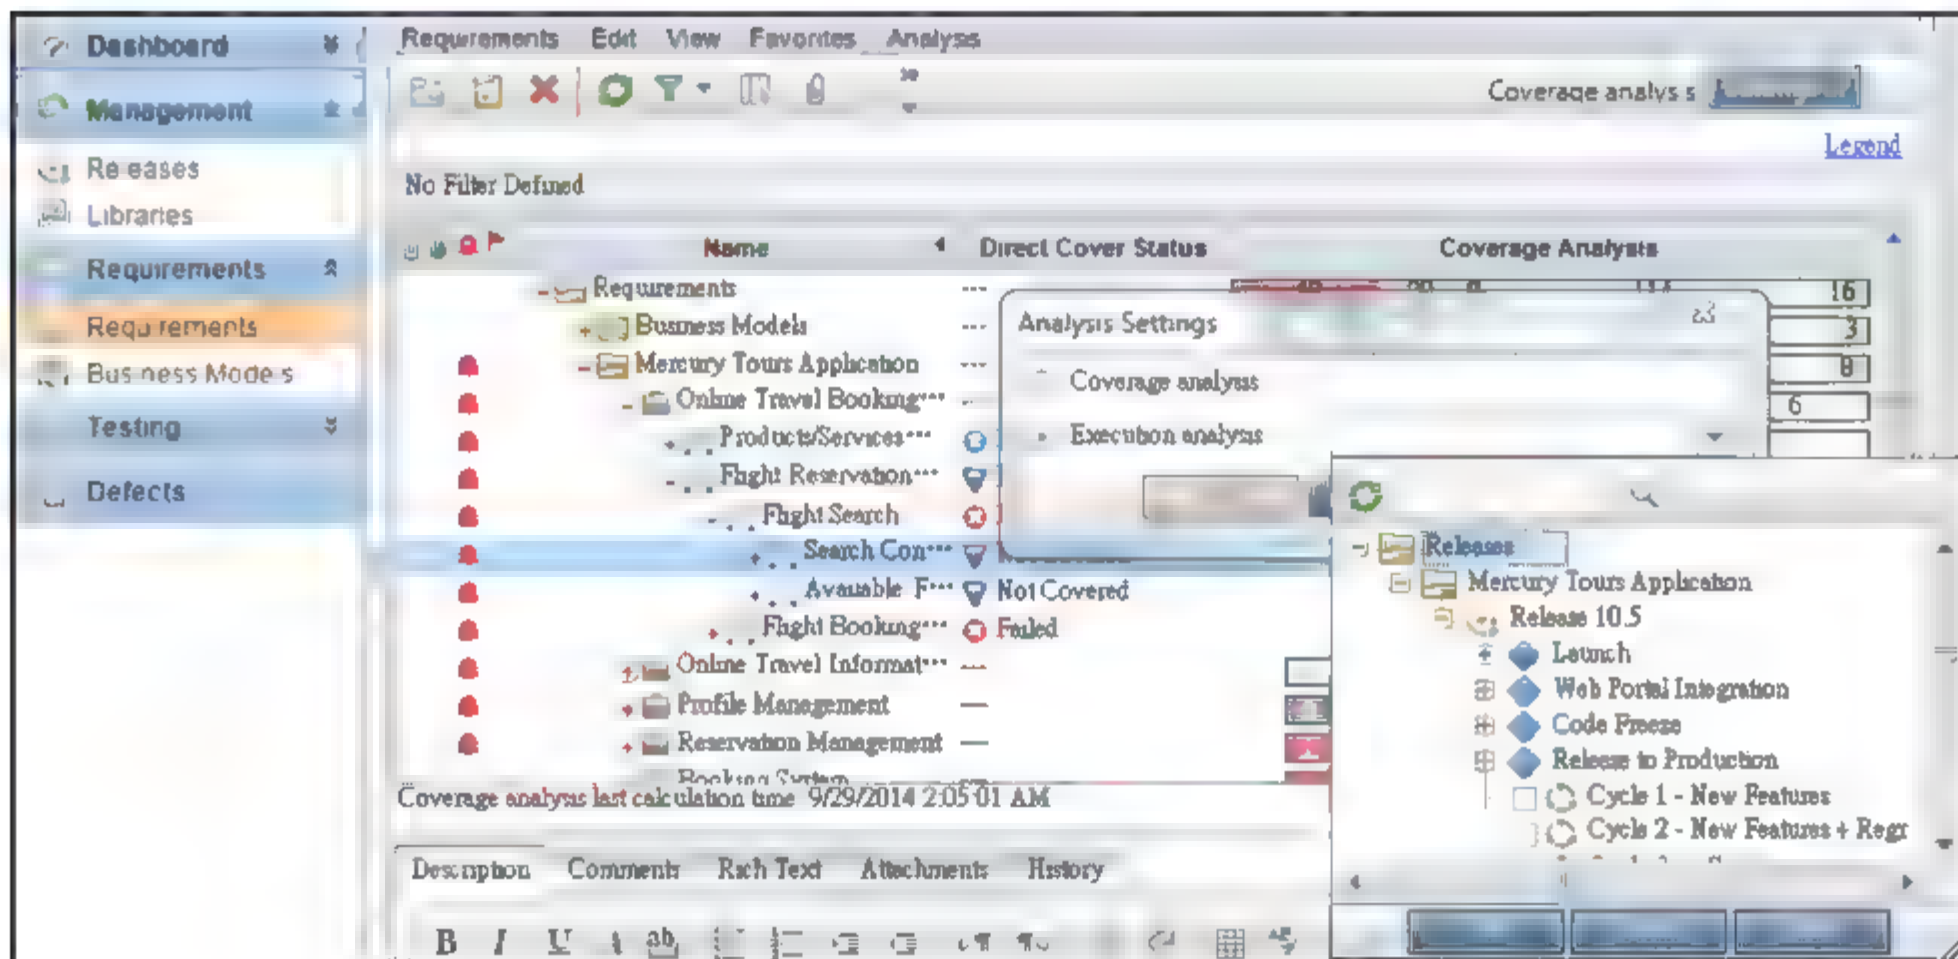 Dashboard
Management
Releases
Libraries
Requirements
Requirements
Business Models
Testing
Defects
Requirements Edit View Favorites Analysis
Coverage analysis
Legend
No Filter Defined
Name Direct Cover Status Coverage Analysis
Requirements --- 16
Business Models --- 3
Mercury Tours Application --- 8
Online Travel Booking... 6
Products/Services...
Flight Reservation...
Flight Search
Search Con...
Available F... Not Covered
Flight Booking... Failed
Online Travel Informat... ---
Profile Management ---
Reservation Management ---
Booking System
Coverage analysis last calculation time 9/29/2014 2:05:01 AM
Description Comments Rich Text Attachments History
B I U ab
Analysis Settings
Coverage analysis
Execution analysis
Releases
Mercury Tours Application
Release 10.5
Launch
Web Portal Integration
Code Freeze
Release to Production
Cycle 1 - New Features
Cycle 2 - New Features + Regr